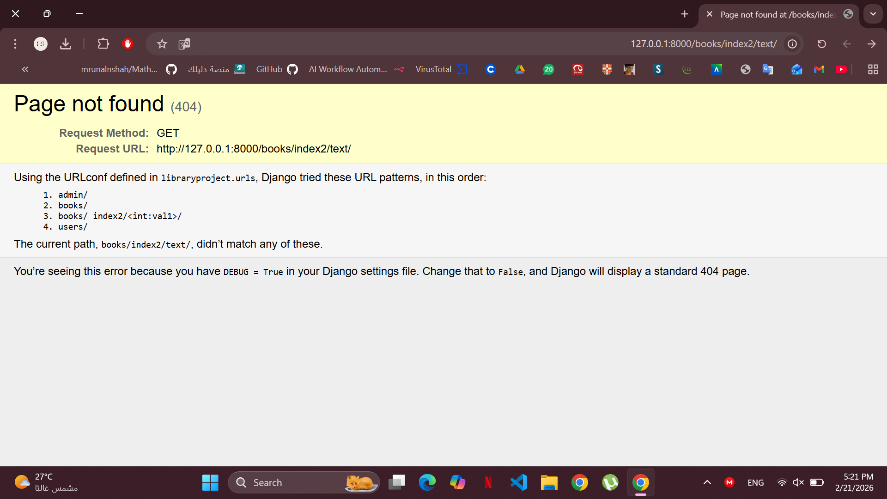 Page not found at /books/inde
127.0.0.1:8000/books/index2/text/
mrunalnshah/Math...
منصة دليلك
GitHub
AI Workflow Autom...
VirusTotal
Page not found (404)
Request Method: GET
Request URL: http://127.0.0.1:8000/books/index2/text/
Using the URLconf defined in libraryproject.urls, Django tried these URL patterns, in this order:
1. admin/
2. books/
3. books/ index2/<int:val1>/
4. users/
The current path, books/index2/text/, didn’t match any of these.
You’re seeing this error because you have DEBUG = True in your Django settings file. Change that to False, and Django will display a standard 404 page.
27°C
مشمس غالبًا
Search
ENG
5:21 PM
2/21/2026